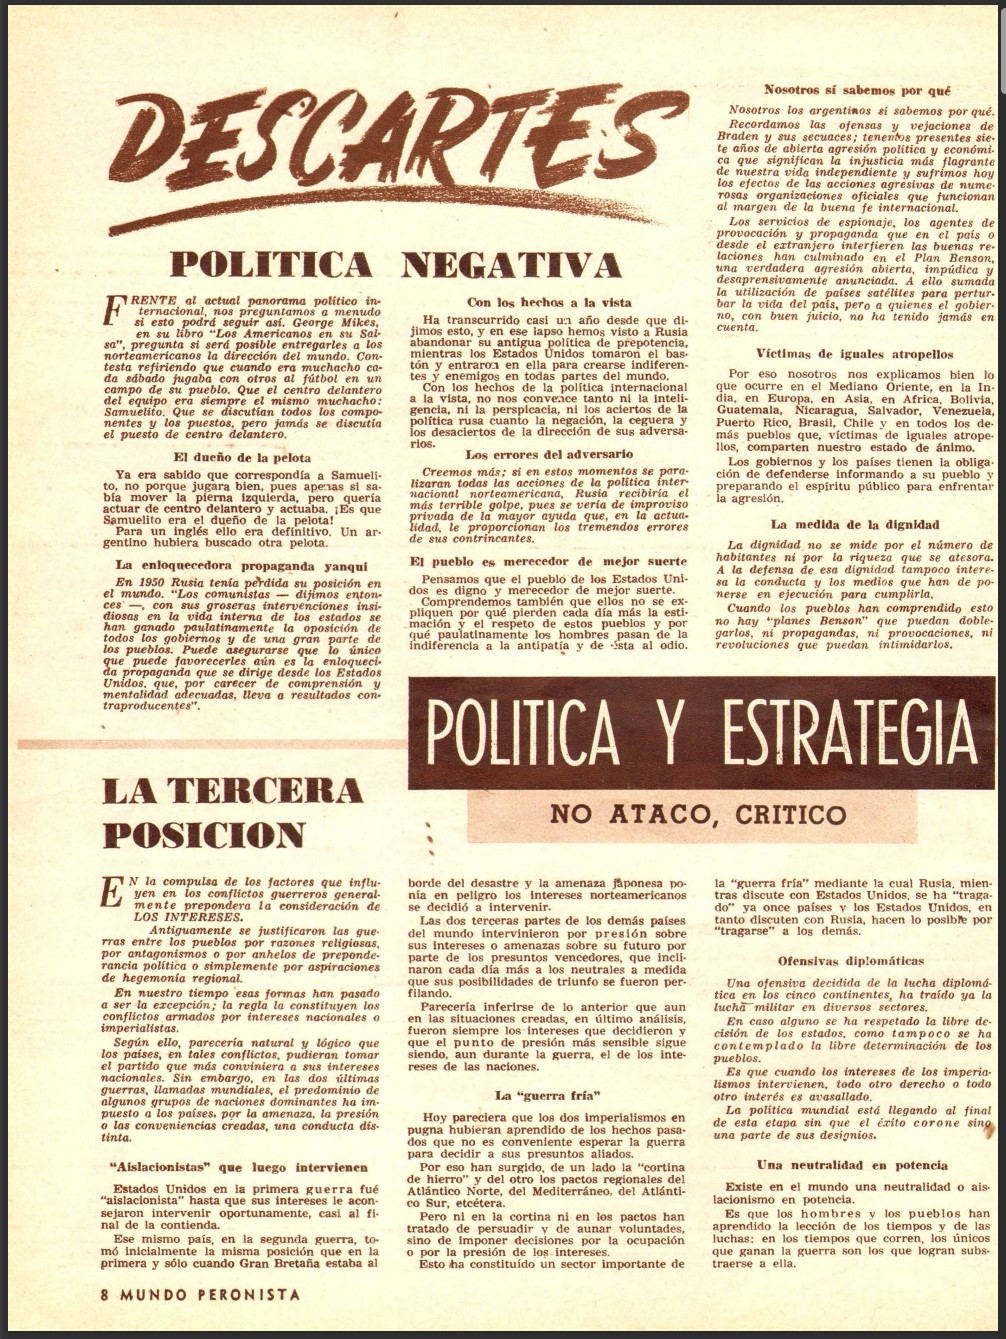 DESCARTES
POLITICA NEGATIVA
FRENTE al actual panorama político in-
ternacional, nos preguntamos a menudo
si esto podrá seguir así. George Mikes,
en su libro "Los Americanos en su Sal-
sa", pregunta si será posible entregarles a los
norteamericanos la dirección del mundo. Con-
testa refiriendo que cuando era muchacho ca-
da sábado jugaba con otros al fútbol en un
campo de su pueblo. Que el centro delantero
del equipo era siempre el mismo muchacho:
Samuelito. Que se discutían todos los compo-
nentes y los puestos, pero jamás se discutía
el puesto de centro delantero.
El dueño de la pelota
Ya era sabido que correspondía a Samueli-
to, no porque jugara bien, pues apenas si sa-
bía mover la pierna izquierda, pero quería
actuar de centro delantero y actuaba. ¡Es que
Samuelito era el dueño de la pelota!
Para un inglés ello era definitivo. Un ar-
gentino hubiera buscado otra pelota.
La enloquecedora propaganda yanqui
En 1950 Rusia tenía perdida su posición en
el mundo. "Los comunistas — dijimos enton-
ces —, con sus groseras intervenciones insi-
diosas en la vida interna de los estados se
han ganado paulatinamente la oposición de
todos los gobiernos y de una gran parte de
los pueblos. Puede asegurarse que lo único
que puede favorecerles aún es la enloqueci-
da propaganda que se dirige desde los Estados
Unidos, que, por carecer de comprensión y
mentalidad adecuadas, lleva a resultados con-
traproducentes".
Con los hechos a la vista
Ha transcurrido casi un año desde que di-
jimos esto, y en ese lapso hemos visto a Rusia
abandonar su antigua política de prepotencia,
mientras los Estados Unidos tomaron el bas-
tón y entraron en ella para crearse indiferen-
tes y enemigos en todas partes del mundo.
Con los hechos de la política internacional
a la vista, no nos convence tanto ni la inteli-
gencia, ni la perspicacia, ni los aciertos de la
política rusa cuanto la negación, la ceguera y
los desaciertos de la dirección de sus adversa-
rios.
Los errores del adversario
Creemos más; si en estos momentos se para-
lizaran todas las acciones de la política inter-
nacional norteamericana, Rusia recibiría el
más terrible golpe, pues se vería de improviso
privada de la mayor ayuda que, en la actua-
lidad, le proporcionan los tremendos errores
de sus contrincantes.
El pueblo es merecedor de mejor suerte
Pensamos que el pueblo de los Estados Uni-
dos es digno y merecedor de mejor suerte.
Comprendemos también que ellos no se ex-
pliquen por qué pierden cada día más la esti-
mación y el respeto de estos pueblos y por
qué paulatinamente los hombres pasan de la
indiferencia a la antipatía y de ésta al odio.
Nosotros sí sabemos por qué
Nosotros los argentinos sí sabemos por qué.
Recordamos las ofensas y vejaciones de
Braden y sus secuaces; tenemos presentes sie-
te años de abierta agresión política y económi-
ca que significan la injusticia más flagrante
de nuestra vida independiente y sufrimos hoy
los efectos de las acciones agresivas de nume-
rosas organizaciones oficiales que funcionan
al margen de la buena fe internacional.
Los servicios de espionaje, los agentes de
provocación y propaganda que en el país o
desde el extranjero interfieren las buenas re-
laciones han culminado en el Plan Benson,
una verdadera agresión abierta, impúdica y
desaprensivamente anunciada. A ello sumada
la utilización de países satélites para pertur-
bar la vida del país, pero a quienes el gobier-
no, con buen juicio, no ha tenido jamás en
cuenta.
Víctimas de iguales atropellos
Por eso nosotros nos explicamos bien lo
que ocurre en el Mediano Oriente, en la In-
dia, en Europa, en Asia, en Africa, Bolivia,
Guatemala, Nicaragua, Salvador, Venezuela,
Puerto Rico, Brasil, Chile y en todos los de-
más pueblos que, víctimas de iguales atrope-
llos, comparten nuestro estado de ánimo.
Los gobiernos y los países tienen la obliga-
ción de defenderse informando a su pueblo y
preparando el espíritu público para enfrentar
la agresión.
La medida de la dignidad
La dignidad no se mide por el número de
habitantes ni por la riqueza que se atesora.
A la defensa de esa dignidad tampoco intere-
sa la conducta y los medios que han de po-
nerse en ejecución para cumplirla.
Cuando los pueblos han comprendido esto
no hay "planes Benson" que puedan doble-
garlos, ni propagandas, ni provocaciones, ni
revoluciones que puedan intimidarlos.
POLITICA Y ESTRATEGIA
NO ATACO, CRITICO
LA TERCERA
POSICION
EN la compulsa de los factores que influ-
yen en los conflictos guerreros general-
mente prepondera la consideración de
LOS INTERESES.
Antiguamente se justificaron las gue-
rras entre los pueblos por razones religiosas,
por antagonismos o por anhelos de preponde-
rancia política o simplemente por aspiraciones
de hegemonía regional.
En nuestro tiempo esas formas han pasado
a ser la excepción; la regla la constituyen los
conflictos armados por intereses nacionales o
imperialistas.
Según ello, parecería natural y lógico que
los países, en tales conflictos, pudieran tomar
el partido que más conviniera a sus intereses
nacionales. Sin embargo, en las dos últimas
guerras, llamadas mundiales, el predominio de
algunos grupos de naciones dominantes ha im-
puesto a los países, por la amenaza, la presión
o las conveniencias creadas, una conducta dis-
tinta.
"Aislacionistas" que luego intervienen
Estados Unidos en la primera guerra fué
"aislacionista" hasta que sus intereses le acon-
sejaron intervenir oportunamente, casi al fi-
nal de la contienda.
Ese mismo país, en la segunda guerra, to-
mó inicialmente la misma posición que en la
primera y sólo cuando Gran Bretaña estaba al
borde del desastre y la amenaza japonesa po-
nía en peligro los intereses norteamericanos
se decidió a intervenir.
Las dos terceras partes de los demás países
del mundo intervinieron por presión sobre
sus intereses o amenazas sobre su futuro por
parte de los presuntos vencedores, que incli-
naron cada día más a los neutrales a medida
que sus posibilidades de triunfo se fueron per-
filando.
Parecería inferirse de lo anterior que aun
en las situaciones creadas, en último análisis,
fueron siempre los intereses que decidieron y
que el punto de presión más sensible sigue
siendo, aun durante la guerra, el de los inte-
reses de las naciones.
La "guerra fría"
Hoy pareciera que los dos imperialismos en
pugna hubieran aprendido de los hechos pasa-
dos que no es conveniente esperar la guerra
para decidir a sus presuntos aliados.
Por eso han surgido, de un lado la "cortina
de hierro" y del otro los pactos regionales del
Atlántico Norte, del Mediterráneo, del Atlánti-
co Sur, etcétera.
Pero ni en la cortina ni en los pactos han
tratado de persuadir y de aunar voluntades,
sino de imponer decisiones por la ocupación
o por la presión de los intereses.
Esto ha constituído un sector importante de
la "guerra fría" mediante la cual Rusia, mien-
tras discute con Estados Unidos, se ha "traga-
do" ya once países y los Estados Unidos, en
tanto discuten con Rusia, hacen lo posible por
"tragarse" a los demás.
Ofensivas diplomáticas
Una ofensiva decidida de la lucha diplomá-
tica en los cinco continentes, ha traído ya la
lucha militar en diversos sectores.
En caso alguno se ha respetado la libre de-
cisión de los estados, como tampoco se ha
contemplado la libre determinación de los
pueblos.
Es que cuando los intereses de los imperia-
lismos intervienen, todo otro derecho o todo
otro interés es avasallado.
La política mundial está llegando al final
de esta etapa sin que el éxito corone sino
una parte de sus designios.
Una neutralidad en potencia
Existe en el mundo una neutralidad o ais-
lacionismo en potencia.
Es que los hombres y los pueblos han
aprendido la lección de los tiempos y de las
luchas; en los tiempos que corren, los únicos
que ganan la guerra son los que logran subs-
traerse a ella.
8 MUNDO PERONISTA